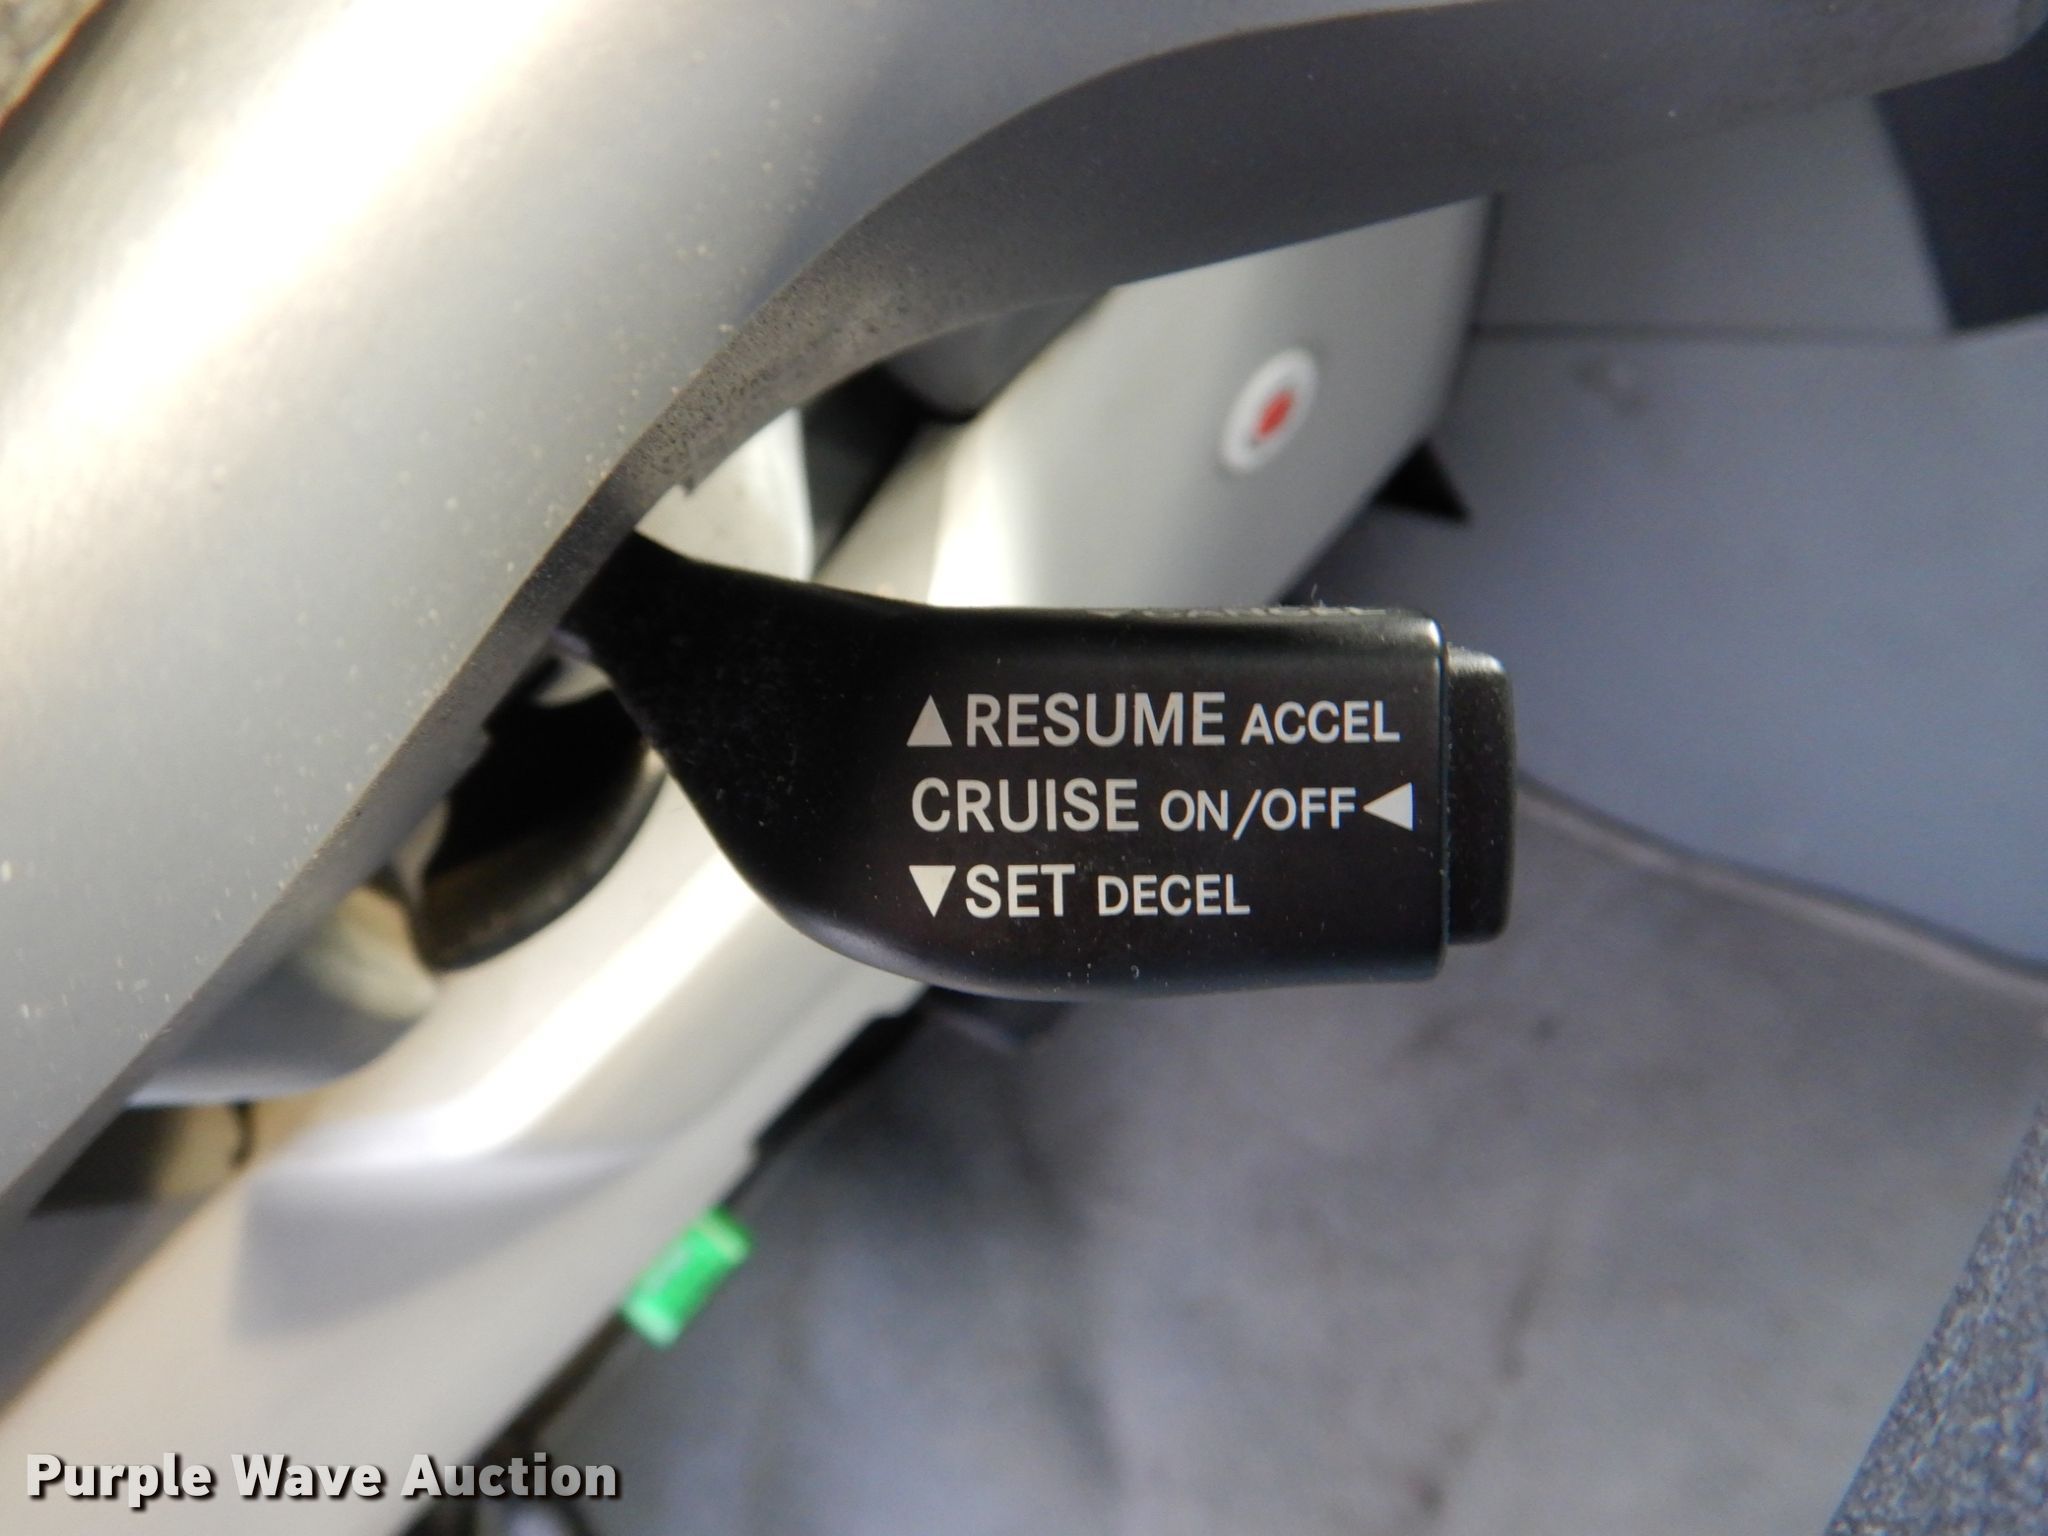 ▲RESUME ACCEL
CRUISE ON/OFF◀
▼SET DECEL
Purple Wave Auction